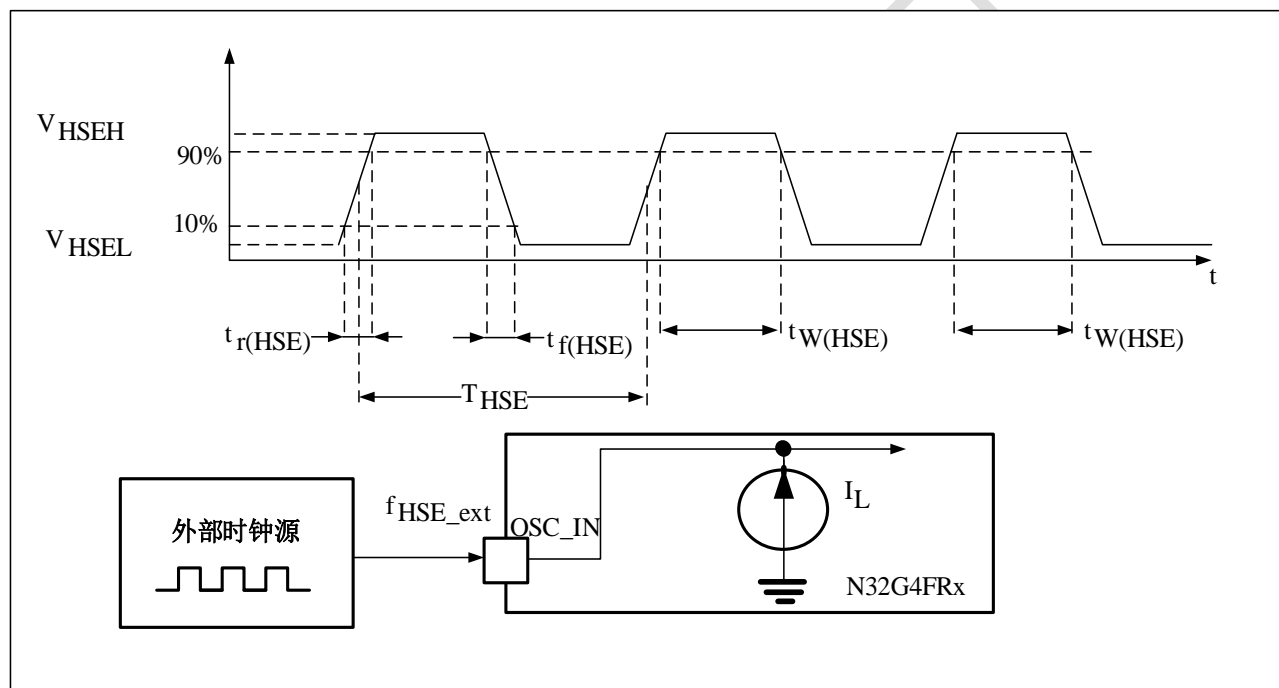 V HSEH
90%
10%
V HSEL
t
t r(HSE)
t f(HSE)
t W(HSE)
t W(HSE)
T HSE
f HSE_ext
OSC_IN
I L
外部时钟源
N32G4FRx